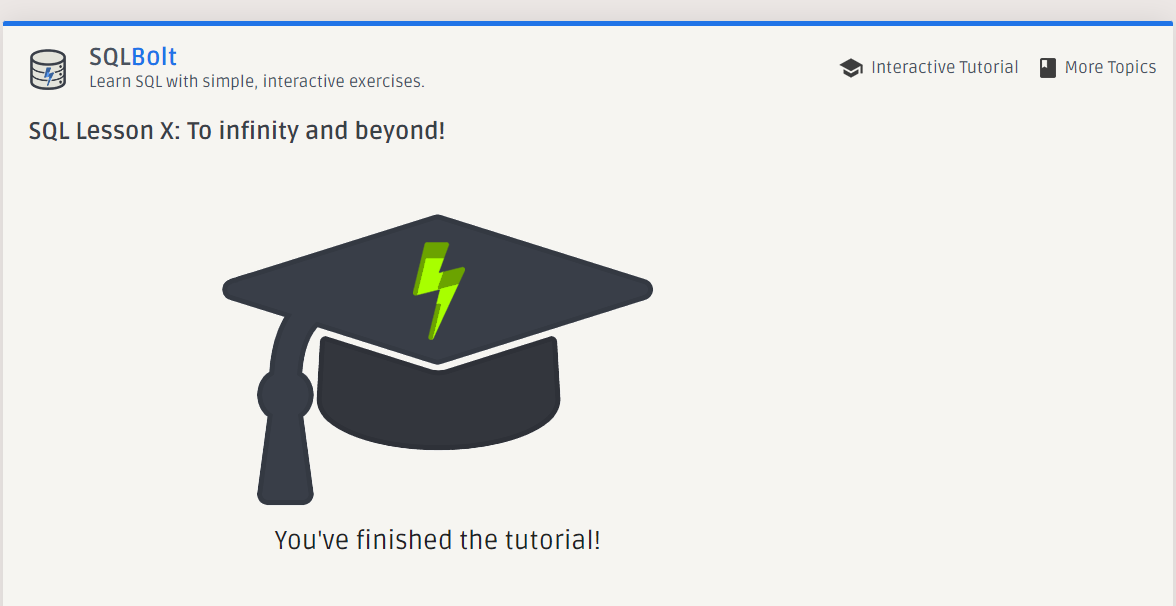 SQLBolt
Learn SQL with simple, interactive exercises.
Interactive Tutorial
More Topics
SQL Lesson X: To infinity and beyond!
You've finished the tutorial!